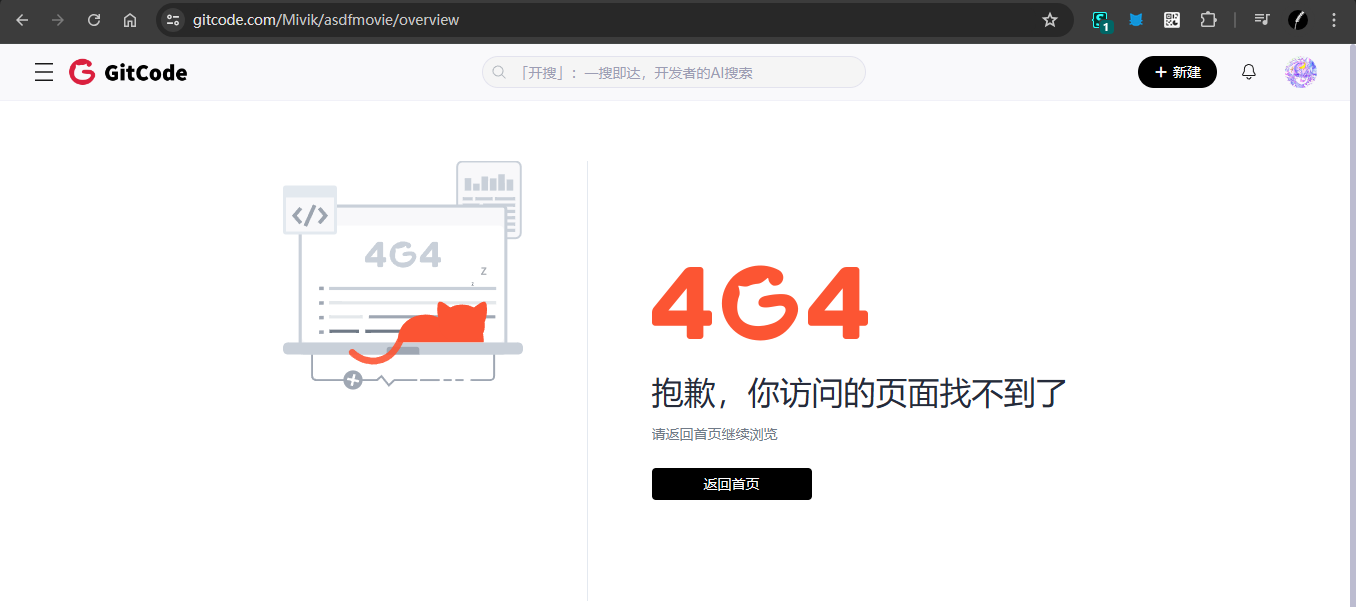 gitcode.com/Mivik/asdfmovie/overview
1
GitCode
「开搜」：一搜即达，开发者的AI搜索
+ 新建
</>
4G4
z
4G4
抱歉，你访问的页面找不到了
请返回首页继续浏览
返回首页